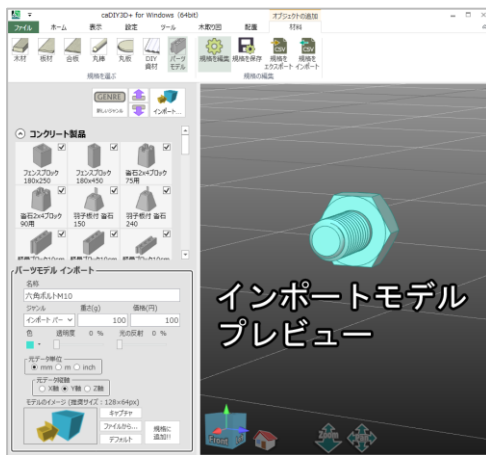 caDIY3D+ for Windows (64bit)
オブジェクトの追加
ファイル ホーム 表示 設定 ツール 木取り図 配置 材料
木材 板材 合板 丸棒 丸板 DIY資材 パーツモデル 規格を編集 規格を保存 規格をエクスポート 規格をインポート
規格を選ぶ 規格の編集
GENRE
新しいジャンル インポート...
コンクリート製品
フェンスブロック 180x250
フェンスブロック 180x450
沓石2x4ブロック 75用
沓石2x4ブロック 90用
羽子板付 沓石 150
羽子板付 沓石 240
パーツモデル インポート
名称
六角ボルトM10
ジャンル 重さ(g) 価格(円)
インポート パー 100 100
色 透明度 0 % 光の反射 0 %
元データ単位
mm m inch
元データ縦軸
X軸 Y軸 Z軸
モデルのイメージ (推奨サイズ:128×64px)
キャプチャ
ファイルから...
デフォルト
規格に追加!!
インポートモデル
プレビュー
Front
Zoom